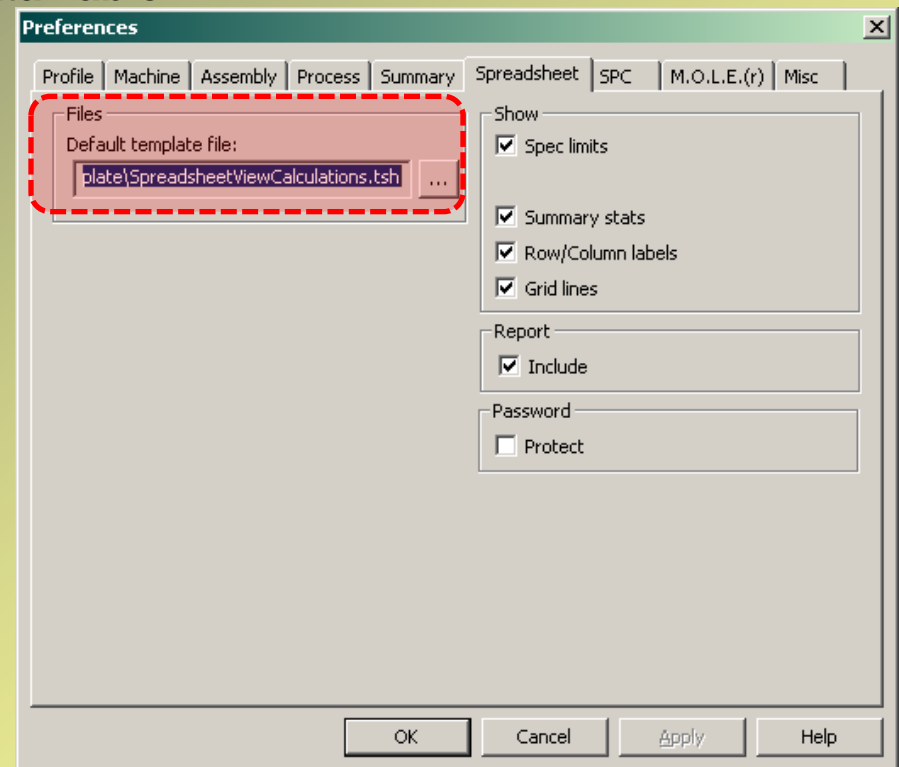 Preferences
Profile Machine Assembly Process Summary Spreadsheet SPC M.O.L.E.(r) Misc
Files
Default template file:
plate\SpreadsheetViewCalculations.tsh ...
Show
Spec limits
Summary stats
Row/Column labels
Grid lines
Report
Include
Password
Protect
OK Cancel Apply Help